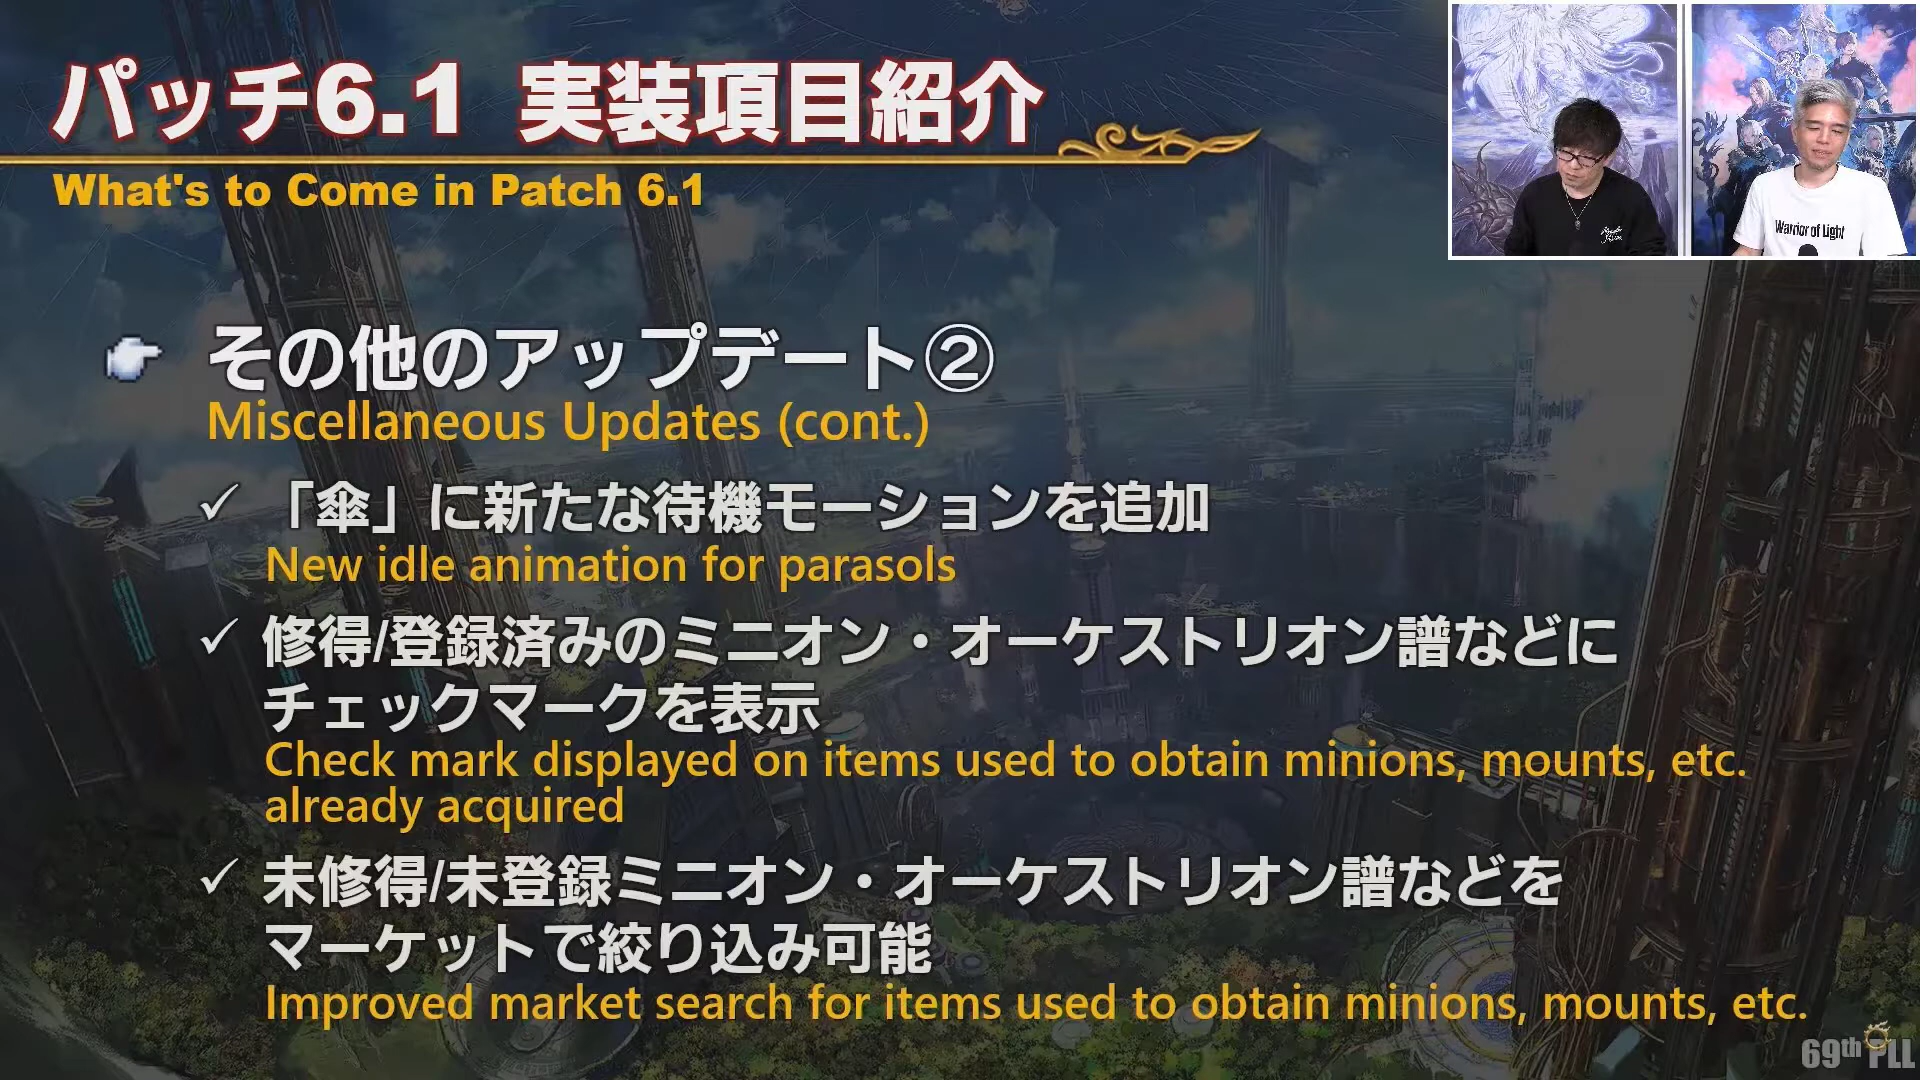 パッチ6.1 実装項目紹介
What's to Come in Patch 6.1
Warrior of Light
その他のアップデート②
Miscellaneous Updates (cont.)
✓ 「傘」に新たな待機モーションを追加
New idle animation for parasols
✓ 修得/登録済みのミニオン・オーケストリオン譜などに
チェックマークを表示
Check mark displayed on items used to obtain minions, mounts, etc.
already acquired
✓ 未修得/未登録ミニオン・オーケストリオン譜などを
マーケットで絞り込み可能
Improved market search for items used to obtain minions, mounts, etc.
69th PLL